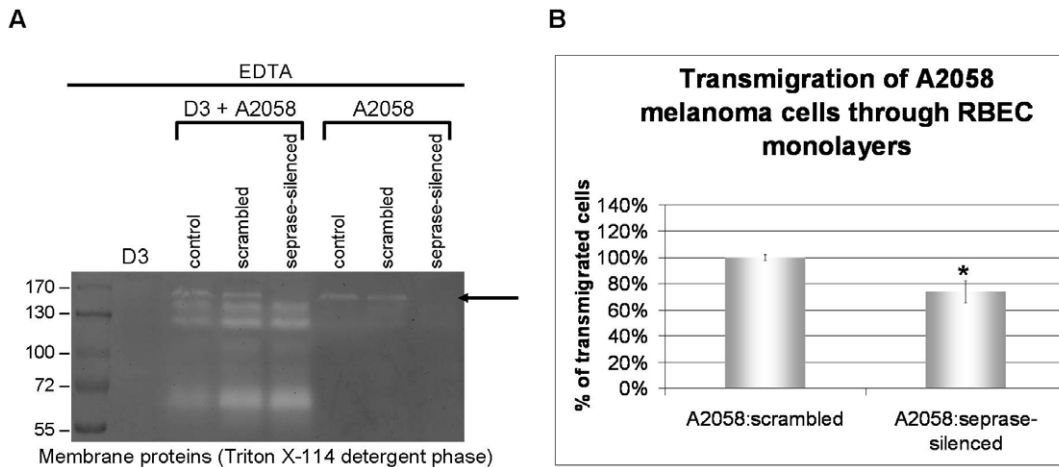 A
EDTA
D3 + A2058
A2058
D3
control
scrambled
seprase-silenced
control
scrambled
seprase-silenced
170
130
100
72
55
Membrane proteins (Triton X-114 detergent phase)
B
Transmigration of A2058
melanoma cells through RBEC
monolayers
% of transmigrated cells
140%
120%
100%
80%
60%
40%
20%
0%
*
A2058:scrambled
A2058:seprase-
silenced